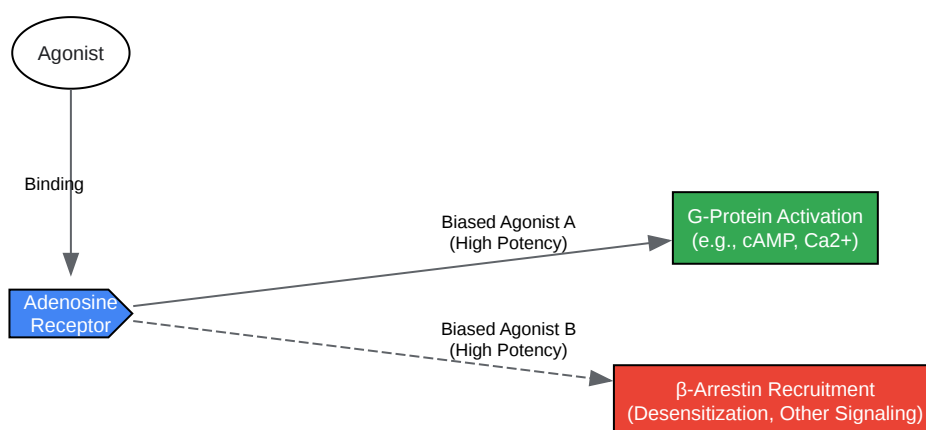 Agonist
Binding
Adenosine
Receptor
Biased Agonist A
(High Potency)
G-Protein Activation
(e.g., cAMP, Ca2+)
Biased Agonist B
(High Potency)
β-Arrestin Recruitment
(Desensitization, Other Signaling)